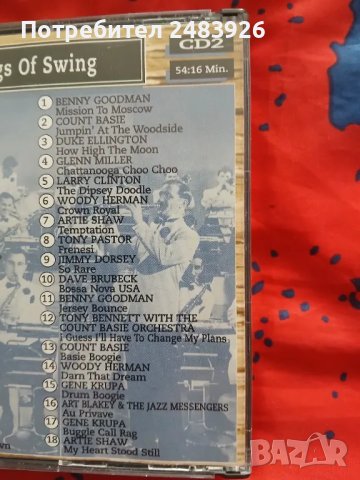 купи, продай, подари 2483926
CD2
gs Of Swing
54:16 Min.
1 BENNY GOODMAN
Mission To Moscow
2 COUNT BASIE
Jumpin' At The Woodside
3 DUKE ELLINGTON
How High The Moon
4 GLENN MILLER
Chattanooga Choo Choo
5 LARRY CLINTON
The Dipsey Doodle
6 WOODY HERMAN
Crown Royal
7 ARTIE SHAW
Temptation
8 TONY PASTOR
Frenesi
9 JIMMY DORSEY
So Rare
10 DAVE BRUBECK
Bossa Nova USA
11 BENNY GOODMAN
Jersey Bounce
12 TONY BENNETT WITH THE
COUNT BASIE ORCHESTRA
i Guess I'll Have To Change My Plans
13 COUNT BASIE
Basie Boogie
14 WOODY HERMAN
Darn That Dream
15 GENE KRUPA
Drum Boogie
16 ART BLAKEY & THE JAZZ MESSENGERS
Au Privave
17 GENE KRUPA
Buggle Call Rag
18 ARTIE SHAW
My Heart Stood Still
wn
bazar